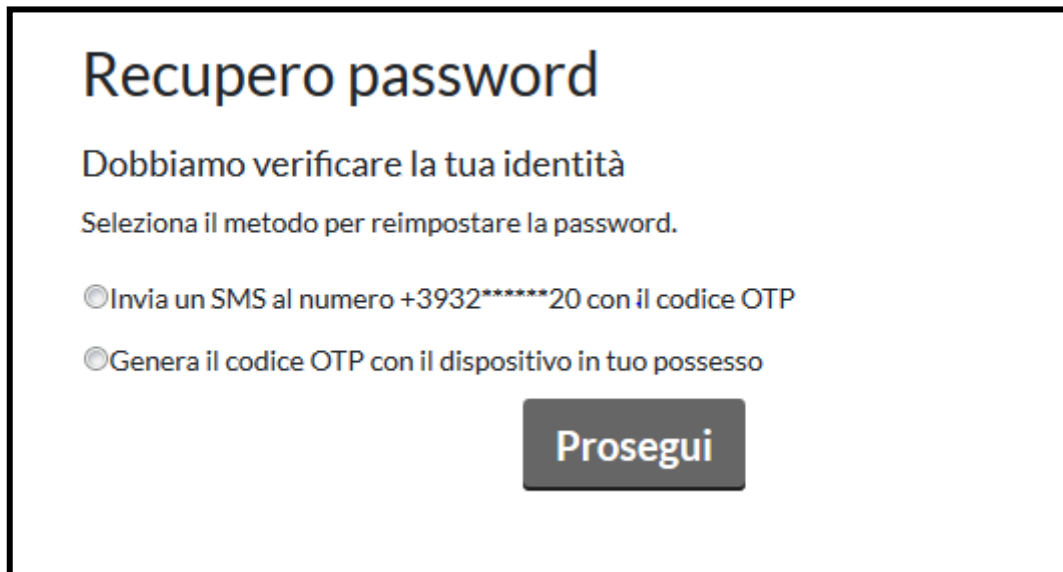 Recupero password
Dobbiamo verificare la tua identità
Seleziona il metodo per reimpostare la password.
Invia un SMS al numero +3932******20 con il codice OTP
Genera il codice OTP con il dispositivo in tuo possesso
Prosegui